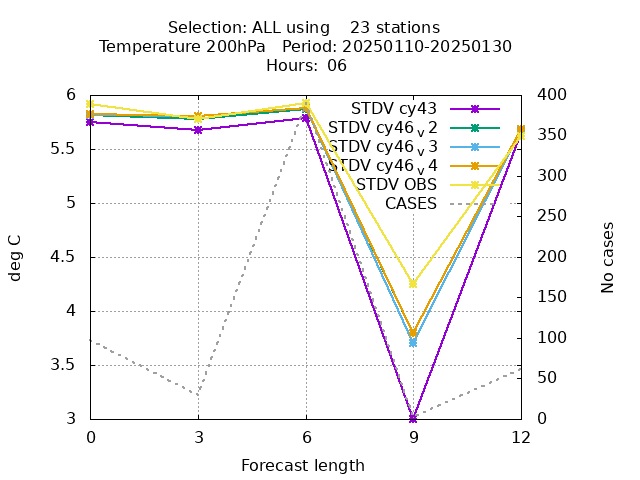 Selection: ALL using 23 stations
Temperature 200hPa Period: 20250110-20250130
Hours: 06
6 400
STDV cy43
STDV cy46 v 2
350
5.5 STDV cy46 v 3
STDV cy46 v 4
300
STDV OBS
5 CASES
250
4.5 200
deg C
No cases
150
4
100
3.5
50
3 0
0 3 6 9 12
Forecast length